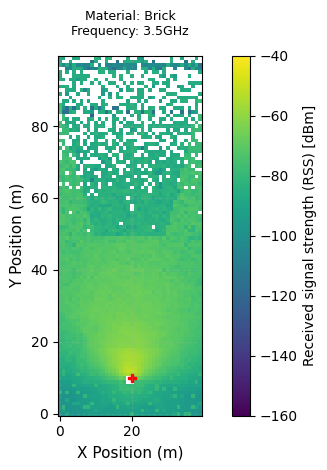 Material: Brick
Frequency: 3.5GHz
80
60
40
20
0
Y Position (m)
0
20
X Position (m)
−40
−60
−80
−100
−120
−140
−160
Received signal strength (RSS) [dBm]